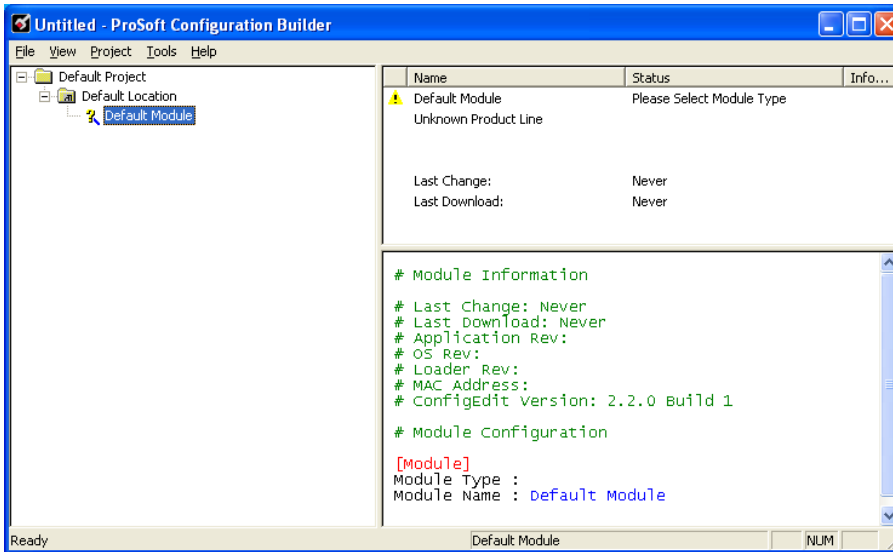 Untitled - ProSoft Configuration Builder
File View Project Tools Help
Default Project
Default Location
Default Module
Name Status Info...
Default Module Please Select Module Type
Unknown Product Line
Last Change: Never
Last Download: Never
# Module Information
# Last Change: Never
# Last Download: Never
# Application Rev:
# OS Rev:
# Loader Rev:
# MAC Address:
# ConfigEdit Version: 2.2.0 Build 1
# Module Configuration
[Module]
Module Type :
Module Name : Default Module
Ready Default Module NUM